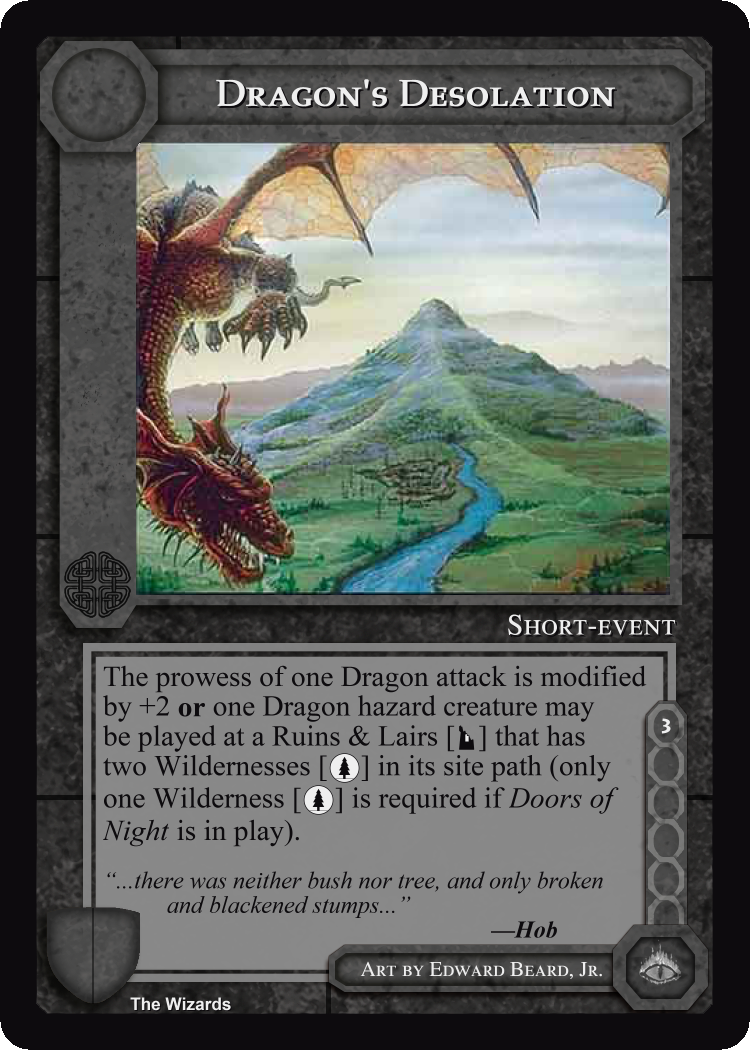 Dragon's Desolation
Short-event
The prowess of one Dragon attack is modified
by +2 or one Dragon hazard creature may
be played at a Ruins & Lairs [ ] that has
two Wildernesses [ ] in its site path (only
one Wilderness [ ] is required if Doors of
Night is in play).
3
“...there was neither bush nor tree, and only broken
and blackened stumps...”
—Hob
Art by Edward Beard, Jr.
The Wizards